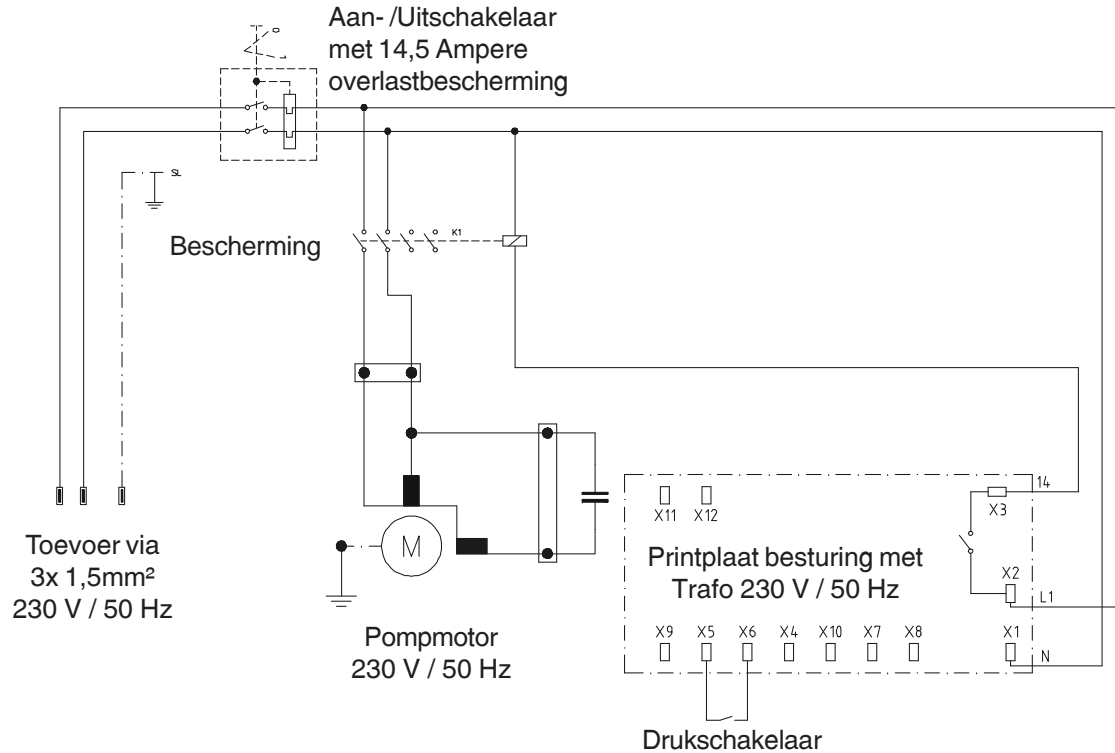 Aan- /Uitschakelaar
met 14,5 Ampere
overlastbescherming
0
1
SL
Bescherming
K1
14
X11
X12
X3
Toevoer via
3x 1,5mm²
230 V / 50 Hz
M
Printplaat besturing met
Trafo 230 V / 50 Hz
X2
L1
X9
X5
X6
X4
X10
X7
X8
X1
N
Pompmotor
230 V / 50 Hz
Drukschakelaar